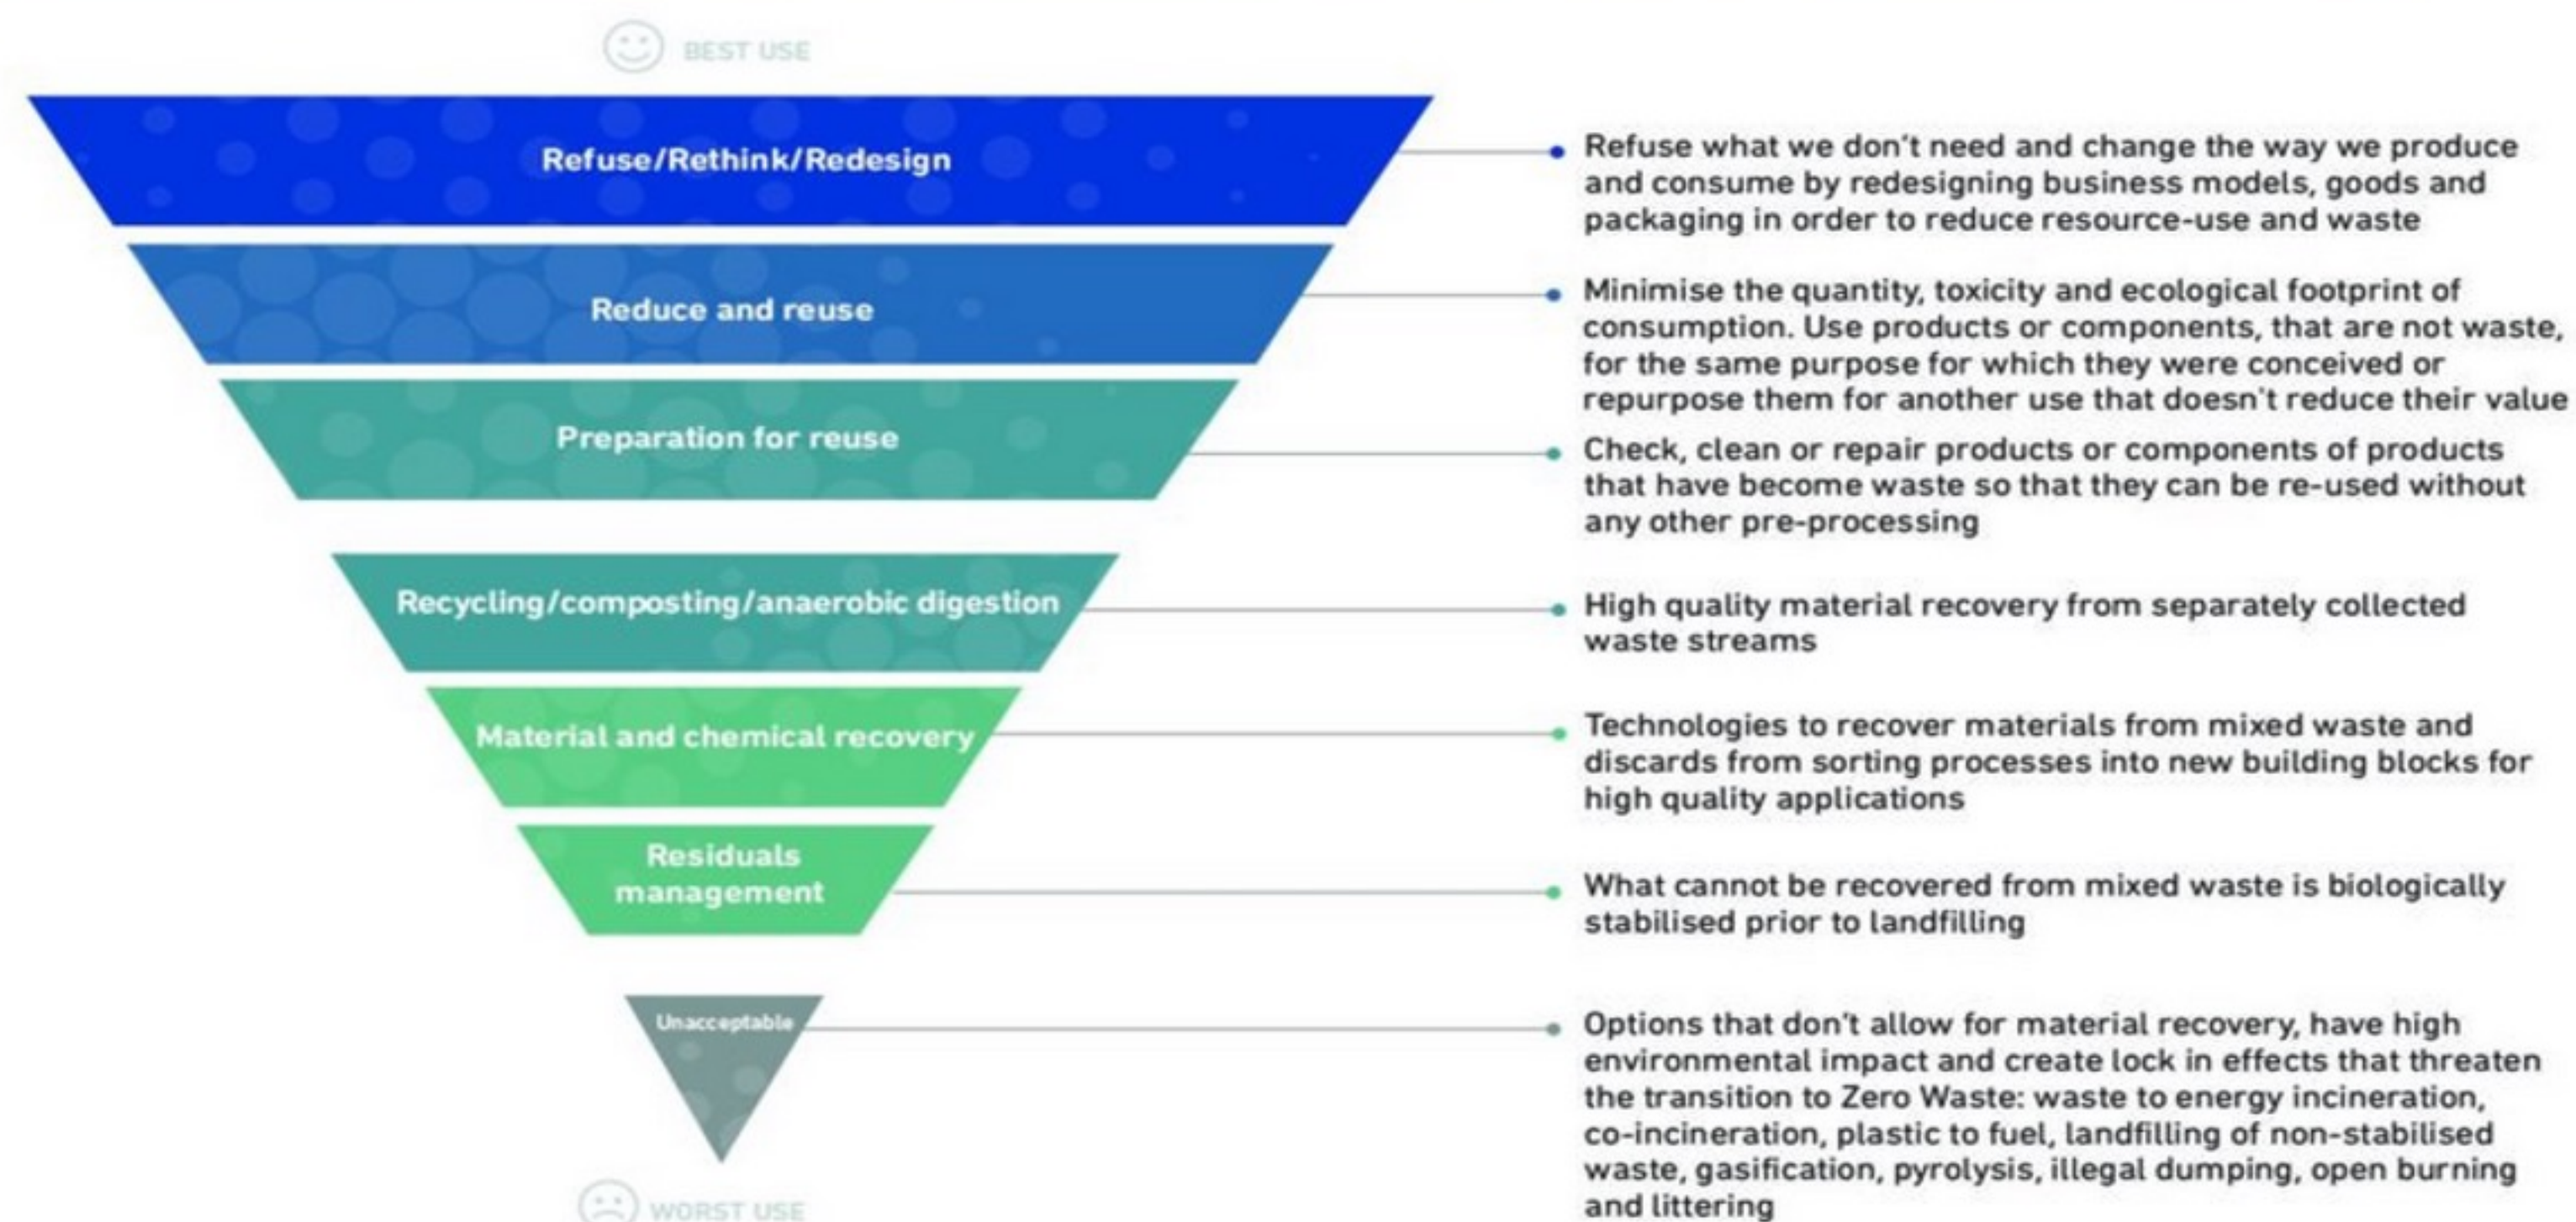 BEST USE
Refuse/Rethink/Redesign
Refuse what we don't need and change the way we produce
and consume by redesigning business models, goods and
packaging in order to reduce resource-use and waste
Reduce and reuse
Minimise the quantity, toxicity and ecological footprint of
consumption. Use products or components, that are not waste,
for the same purpose for which they were conceived or
repurpose them for another use that doesn't reduce their value
Preparation for reuse
Check, clean or repair products or components of products
that have become waste so that they can be re-used without
any other pre-processing
Recycling/composting/anaerobic digestion
High quality material recovery from separately collected
waste streams
Material and chemical recovery
Technologies to recover materials from mixed waste and
discards from sorting processes into new building blocks for
high quality applications
Residuals
management
What cannot be recovered from mixed waste is biologically
stabilised prior to landfilling
Unacceptable
Options that don't allow for material recovery, have high
environmental impact and create lock in effects that threaten
the transition to Zero Waste: waste to energy incineration,
co-incineration, plastic to fuel, landfilling of non-stabilised
waste, gasification, pyrolysis, illegal dumping, open burning
and littering
WORST USE